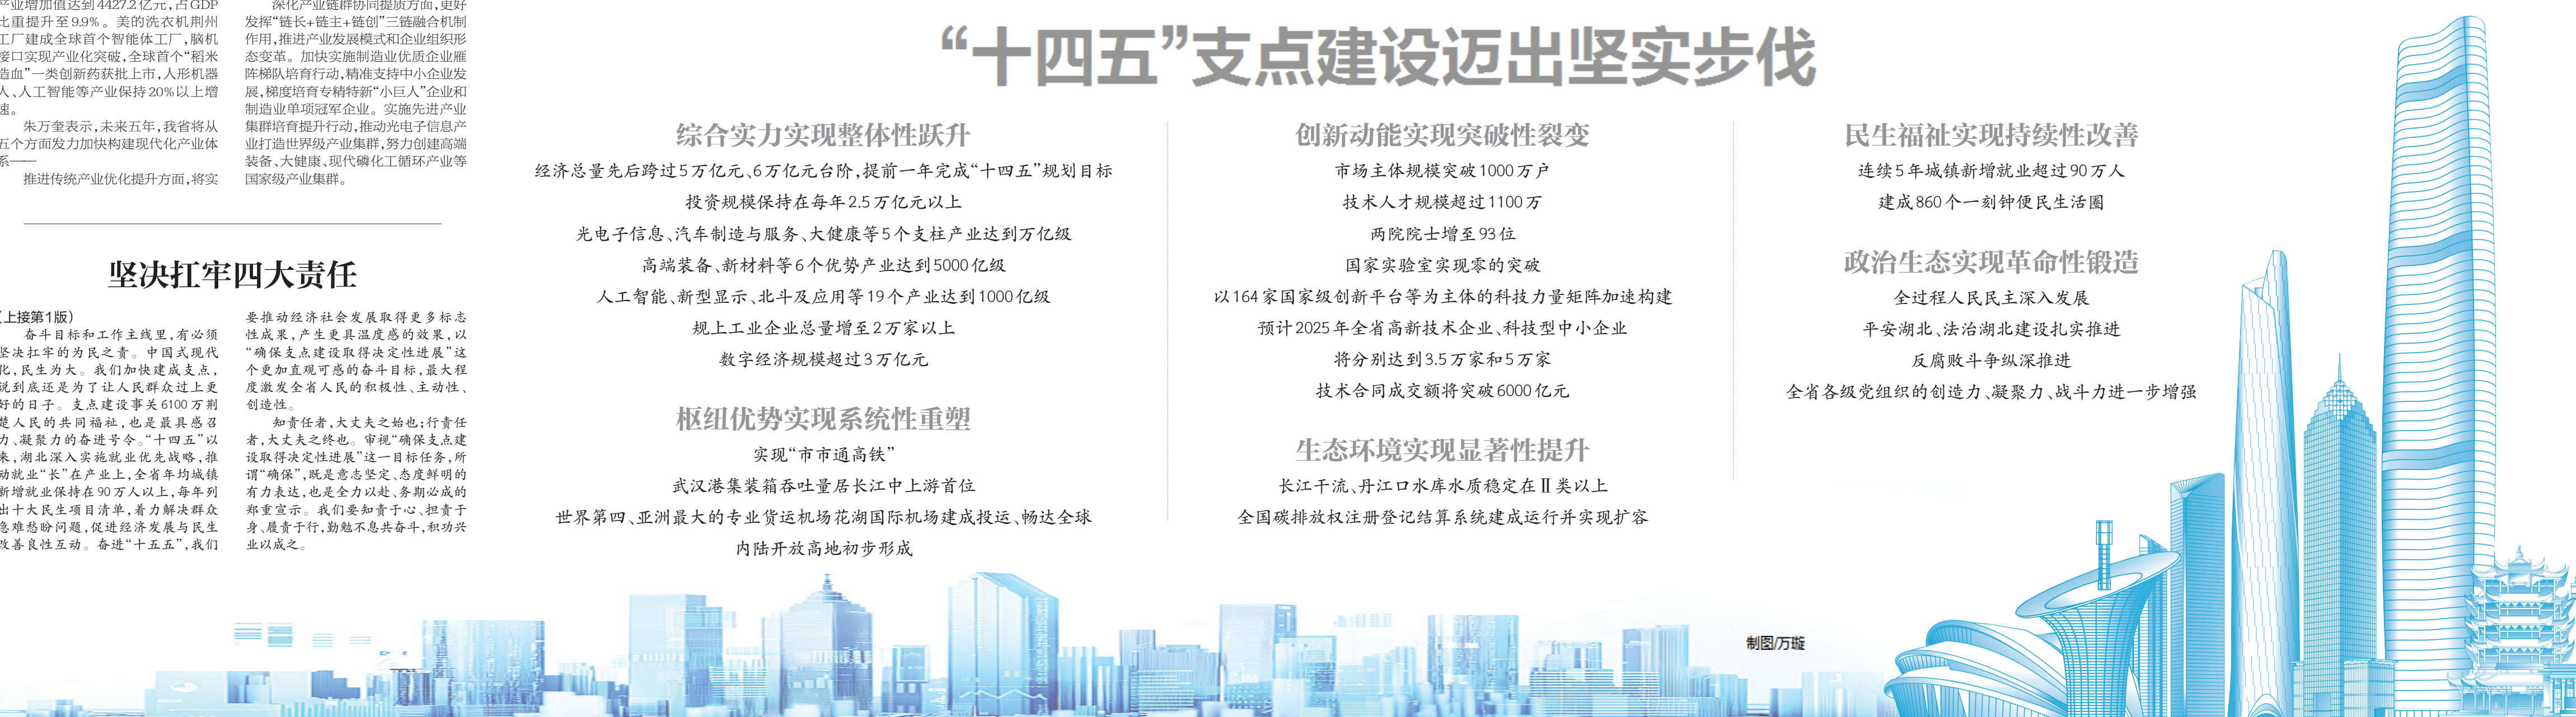 产业增加值达到4427.2亿元，占GDP
比重提升至9.9%。美的洗衣机荆州
工厂建成全球首个智能体工厂，脑机
接口实现产业化突破，全球首个“稻米
造血”一类创新药获批上市，人形机器
人、人工智能等产业保持20%以上增
速。
朱万奎表示，未来五年，我省将从
五个方面发力加快构建现代化产业体
系——
推进传统产业优化提升方面，将实
深化产业链群协同提质方面，更好
发挥“链长+链主+链创”三链融合机制
作用，推进产业发展模式和企业组织形
态变革。加快实施制造业优质企业雁
阵梯队培育行动，精准支持中小企业发
展，梯度培育专精特新“小巨人”企业和
制造业单项冠军企业。实施先进产业
集群培育提升行动，推动光电子信息产
业打造世界级产业集群，努力创建高端
装备、大健康、现代磷化工循环产业等
国家级产业集群。
坚决扛牢四大责任
（上接第1版）
奋斗目标和工作主线里，有必须
坚决扛牢的为民之责。中国式现代
化，民生为大。我们加快建成支点，
说到底还是为了让人民群众过上更
好的日子。支点建设事关6100万荆
楚人民的共同福祉，也是最具感召
力、凝聚力的奋进号令。“十四五”以
来，湖北深入实施就业优先战略，推
动就业“长”在产业上，全省年均城镇
新增就业保持在90万人以上，每年列
出十大民生项目清单，着力解决群众
急难愁盼问题，促进经济发展与民生
改善良性互动。奋进“十五五”，我们
要推动经济社会发展取得更多标志
性成果，产生更具温度感的效果，以
“确保支点建设取得决定性进展”这
个更加直观可感的奋斗目标，最大程
度激发全省人民的积极性、主动性、
创造性。
知责任者，大丈夫之始也；行责任
者，大丈夫之终也。审视“确保支点建
设取得决定性进展”这一目标任务，所
谓“确保”，既是意志坚定、态度鲜明的
有力表达，也是全力以赴、务期必成的
郑重宣示。我们要知责于心、担责于
身、履责于行，勤勉不息共奋斗，积功兴
业以成之。
“十四五”支点建设迈出坚实步伐
综合实力实现整体性跃升
经济总量先后跨过5万亿元、6万亿元台阶，提前一年完成“十四五”规划目标
投资规模保持在每年2.5万亿元以上
光电子信息、汽车制造与服务、大健康等5个支柱产业达到万亿级
高端装备、新材料等6个优势产业达到5000亿级
人工智能、新型显示、北斗及应用等19个产业达到1000亿级
规上工业企业总量增至2万家以上
数字经济规模超过3万亿元
枢纽优势实现系统性重塑
实现“市市通高铁”
武汉港集装箱吞吐量居长江中上游首位
世界第四、亚洲最大的专业货运机场花湖国际机场建成投运、畅达全球
内陆开放高地初步形成
创新动能实现突破性裂变
市场主体规模突破1000万户
技术人才规模超过1100万
两院院士增至93位
国家实验室实现零的突破
以164家国家级创新平台等为主体的科技力量矩阵加速构建
预计2025年全省高新技术企业、科技型中小企业
将分别达到3.5万家和5万家
技术合同成交额将突破6000亿元
生态环境实现显著性提升
长江干流、丹江口水库水质稳定在Ⅱ类以上
全国碳排放权注册登记结算系统建成运行并实现扩容
民生福祉实现持续性改善
连续5年城镇新增就业超过90万人
建成860个一刻钟便民生活圈
政治生态实现革命性锻造
全过程人民民主深入发展
平安湖北、法治湖北建设扎实推进
反腐败斗争纵深推进
全省各级党组织的创造力、凝聚力、战斗力进一步增强
制图/万璇